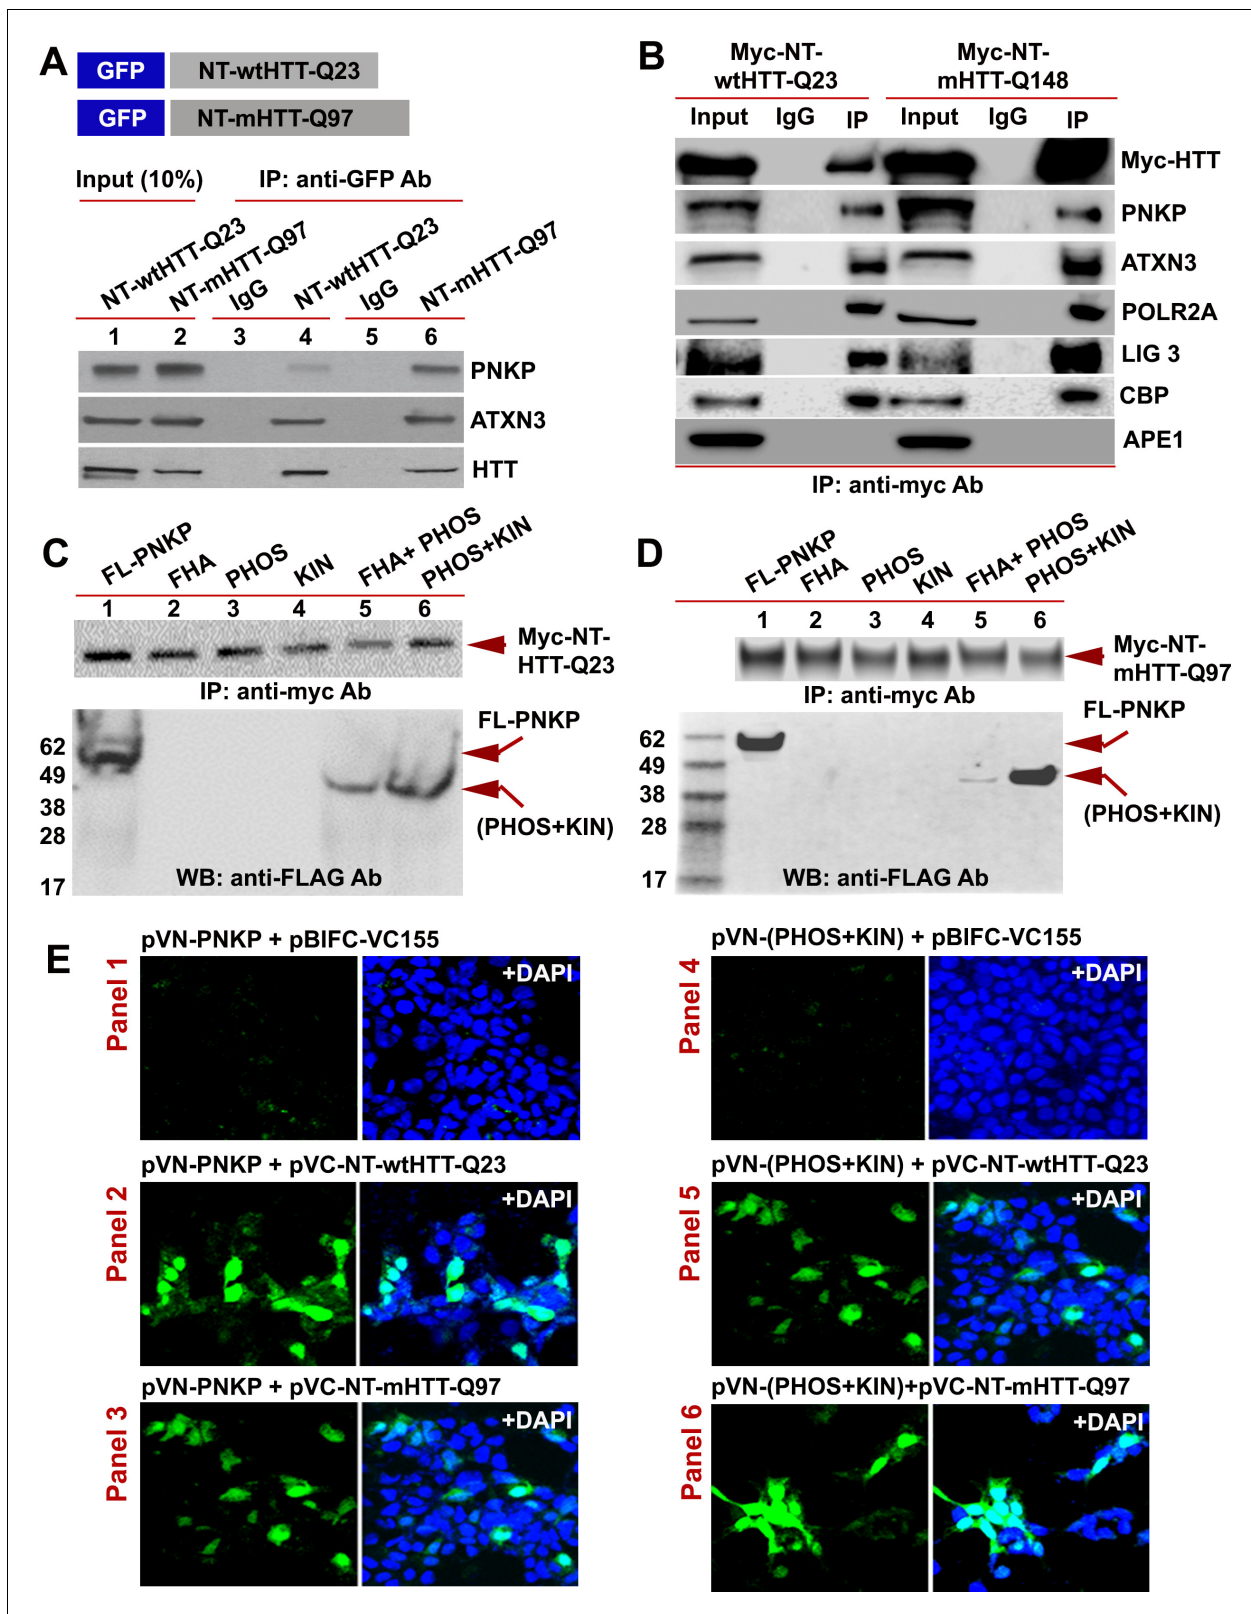 A
GFP NT-wtHTT-Q23
GFP NT-mHTT-Q97
Input (10%) IP: anti-GFP Ab
NT-wtHTT-Q23 NT-mHTT-Q97 IgG NT-wtHTT-Q23 IgG NT-mHTT-Q97
1 2 3 4 5 6
PNKP
ATXN3
HTT
B
Myc-NT- Myc-NT-
wtHTT-Q23 mHTT-Q148
Input IgG IP Input IgG IP
Myc-HTT
PNKP
ATXN3
POLR2A
LIG 3
CBP
APE1
IP: anti-myc Ab
C
FL-PNKP FHA PHOS KIN FHA+ PHOS PHOS+KIN
1 2 3 4 5 6
Myc-NT-
HTT-Q23
IP: anti-myc Ab
FL-PNKP
62
49
38
(PHOS+KIN)
28
WB: anti-FLAG Ab
17
D
FL-PNKP FHA PHOS KIN FHA+ PHOS PHOS+KIN
1 2 3 4 5 6
Myc-NT-
mHTT-Q97
IP: anti-myc Ab
FL-PNKP
62
49
38
(PHOS+KIN)
28
17
WB: anti-FLAG Ab
E
pVN-PNKP + pBIFC-VC155
Panel 1
+DAPI
pVN-PNKP + pVC-NT-wtHTT-Q23
Panel 2
+DAPI
pVN-PNKP + pVC-NT-mHTT-Q97
Panel 3
+DAPI
pVN-(PHOS+KIN) + pBIFC-VC155
Panel 4
+DAPI
pVN-(PHOS+KIN) + pVC-NT-wtHTT-Q23
Panel 5
+DAPI
pVN-(PHOS+KIN)+pVC-NT-mHTT-Q97
Panel 6
+DAPI